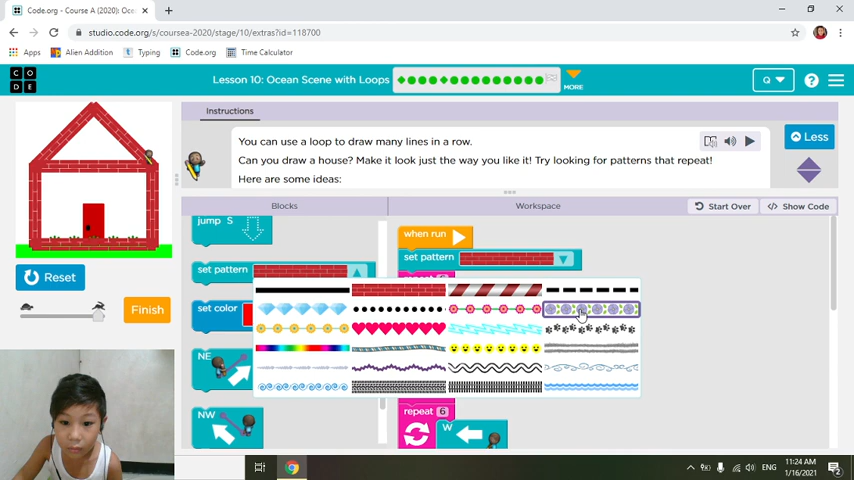 Code.org - Course A (2020): Oce
studio.code.org/s/coursea-2020/stage/10/extras?id=118700
Apps
Alien Addition
Typing
Code.org
Time Calculator
C O
D E
Lesson 10: Ocean Scene with Loops
MORE
Q
Instructions
You can use a loop to draw many lines in a row.
Can you draw a house? Make it look just the way you like it! Try looking for patterns that repeat!
Here are some ideas:
Less
Blocks
Workspace
Start Over
Show Code
jump S
when run
set pattern
set pattern
set color
Reset
Finish
NE
NW
repeat 6
W
ENG
11:24 AM
1/16/2021
2